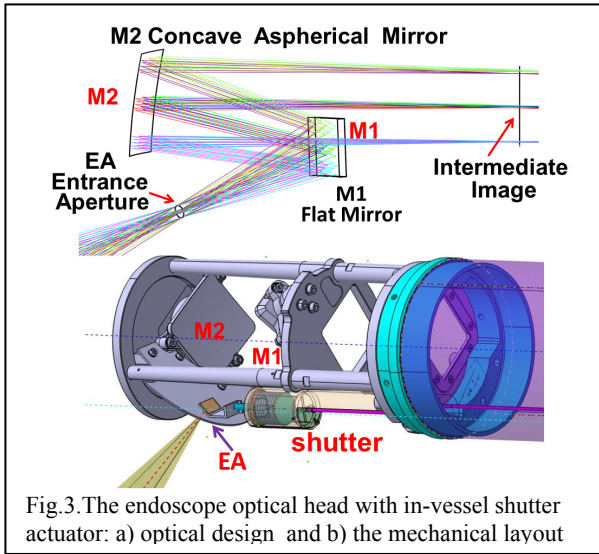 M2 Concave Aspherical Mirror
M2
M1
EA
Entrance
Aperture
Intermediate
Image
M1
Flat Mirror
M2
M1
shutter
EA
Fig.3.The endoscope optical head with in-vessel shutter
actuator: a) optical design and b) the mechanical layout